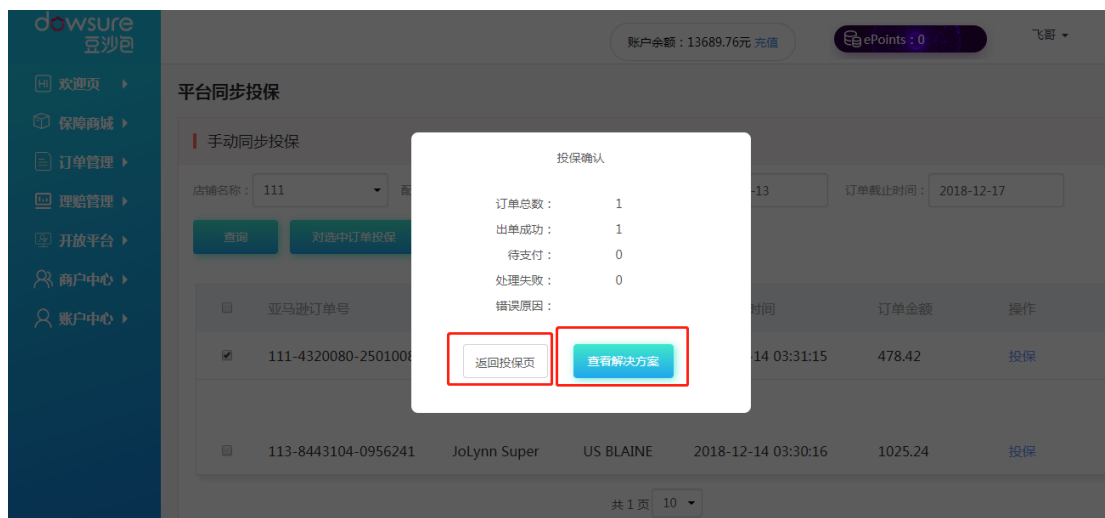 dowsure
豆沙包
账户余额：13689.76元 充值
ePoints：0
飞哥
Hi 欢迎页
保障商城
订单管理
理赔管理
开放平台
商户中心
账户中心
平台同步投保
手动同步投保
店铺名称：
111
配
-13
订单截止时间：
2018-12-17
查询
对选中订单投保
亚马逊订单号
时间
订单金额
操作
111-4320080-2501008
-14 03:31:15
478.42
投保
113-8443104-0956241
JoLynn Super
US BLAINE
2018-12-14 03:30:16
1025.24
投保
共 1 页
10
投保确认
订单总数： 1
出单成功： 1
待支付： 0
处理失败： 0
错误原因：
返回投保页
查看解决方案